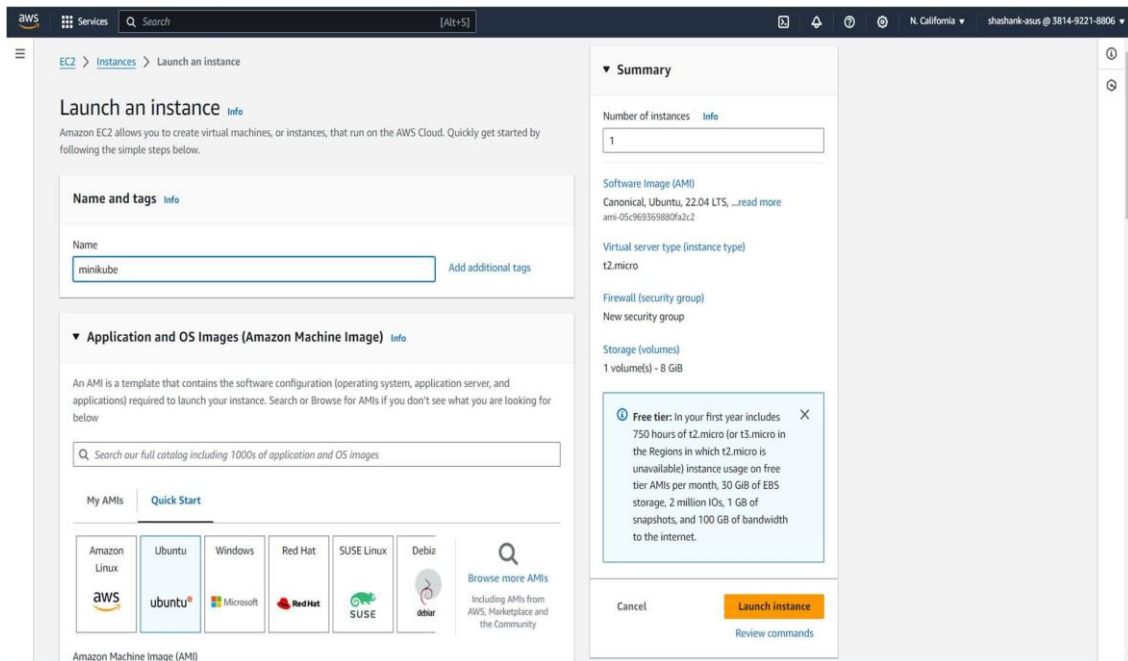 aws
Services
Search
[Alt+S]
N. California
shashank-asus @ 3814-9221-8806
EC2 > Instances > Launch an instance
Launch an instance Info
Amazon EC2 allows you to create virtual machines, or instances, that run on the AWS Cloud. Quickly get started by
following the simple steps below.
Name and tags Info
Name
minikube
Add additional tags
Application and OS Images (Amazon Machine Image) Info
An AMI is a template that contains the software configuration (operating system, application server, and
applications) required to launch your instance. Search or Browse for AMIs if you don't see what you are looking for
below
Search our full catalog including 1000s of application and OS images
My AMIs
Quick Start
Amazon
Linux
aws
Ubuntu
ubuntu
Windows
Microsoft
Red Hat
Red Hat
SUSE Linux
SUSE
Debia
debiar
Browse more AMIs
Including AMIs from
AWS, Marketplace and
the Community
Amazon Machine Image (AMI)
Summary
Number of instances Info
1
Software Image (AMI)
Canonical, Ubuntu, 22.04 LTS, ...read more
ami-05c969369880fa2c2
Virtual server type (instance type)
t2.micro
Firewall (security group)
New security group
Storage (volumes)
1 volume(s) - 8 GiB
Free tier: In your first year includes
750 hours of t2.micro (or t3.micro in
the Regions in which t2.micro is
unavailable) instance usage on free
tier AMIs per month, 30 GiB of EBS
storage, 2 million IOs, 1 GB of
snapshots, and 100 GB of bandwidth
to the internet.
Cancel
Launch instance
Review commands